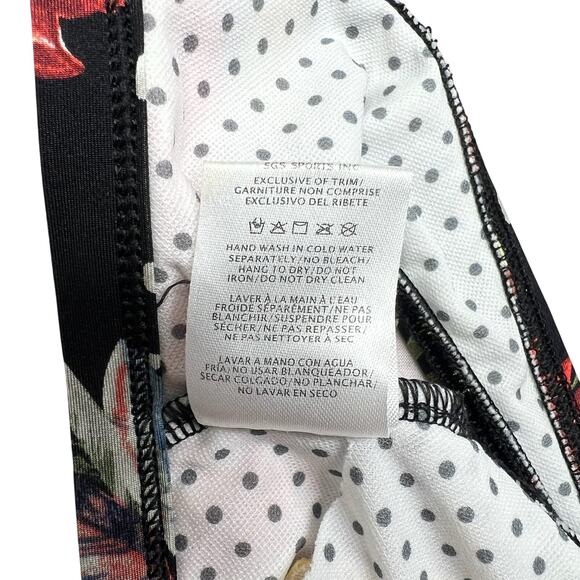 SGS SPORTS INC
EXCLUSIVE OF TRIM/
GARNITURE NON COMPRISE
EXCLUSIVO DEL RIBETE
HAND WASH IN COLD WATER
SEPARATELY/NO BLEACH/
HANG TO DRY/DO NOT
IRON/DO NOT DRY CLEAN
LAVER À LA MAIN À L'EAU
FROIDE SÉPARÉMENT/NE PAS
BLANCHIR/SUSPENDRE POUR
SÉCHER/NE PAS REPASSER/
NE PAS NETTOYER À SEC
LAVAR A MANO CON AGUA
FRÍA/NO USAR BLANQUEADOR/
SECAR COLGADO/NO PLANCHAR/
NO LAVAR EN SECO